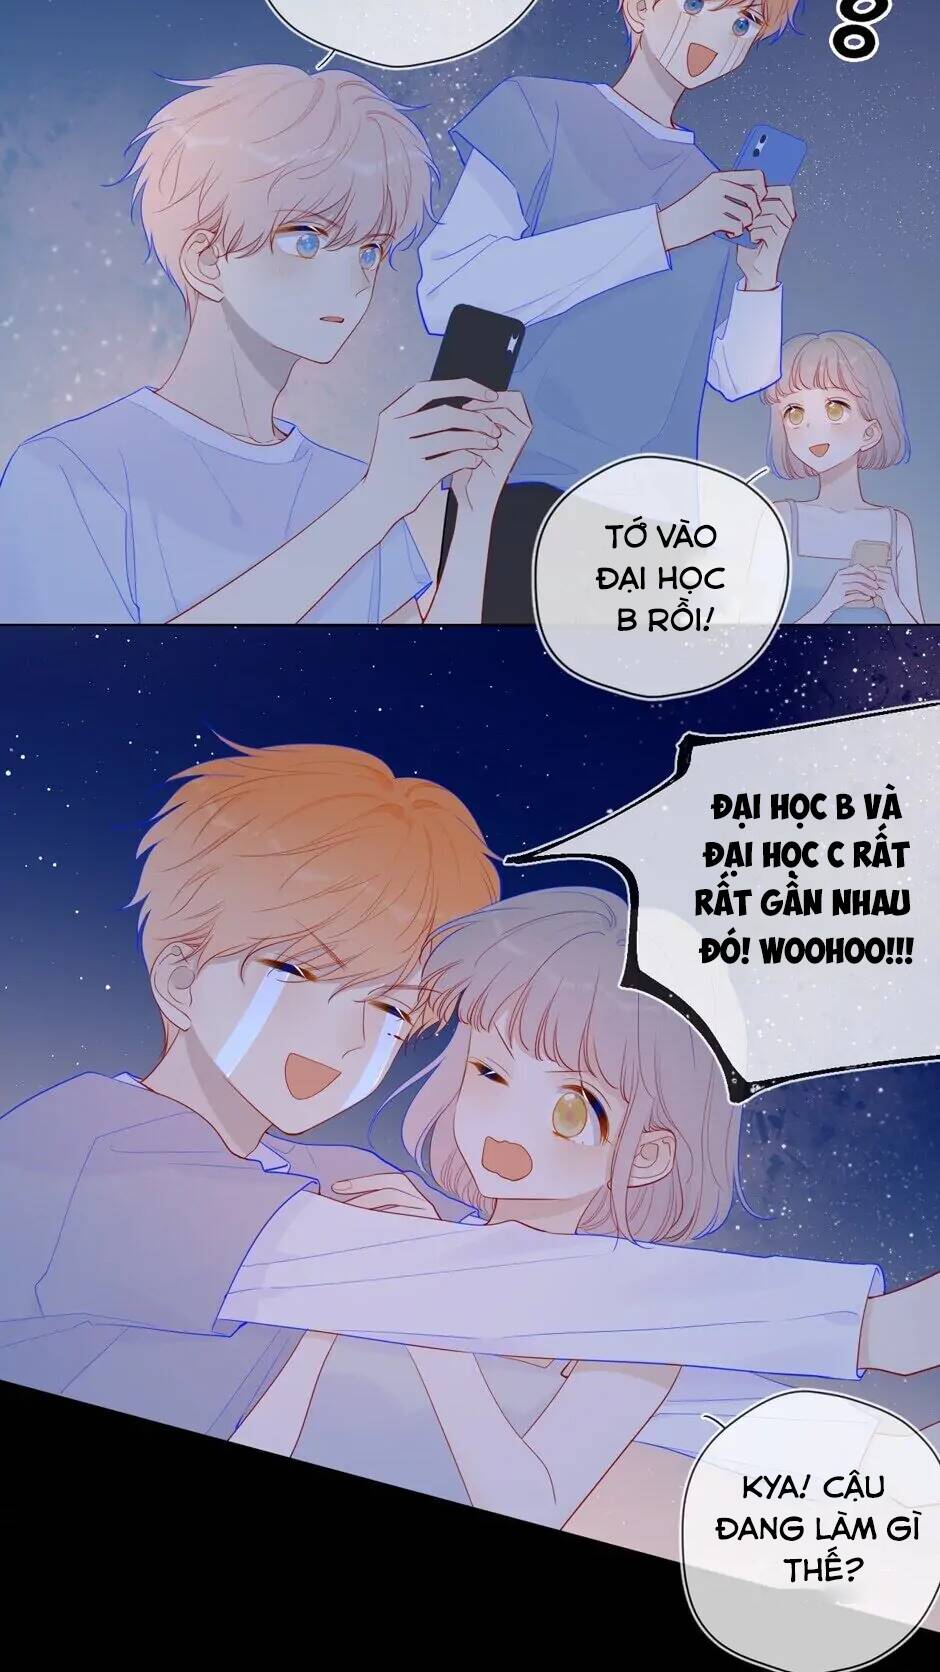 TỚ VÀO
ĐẠI HỌC
B RỒI!
ĐẠI HỌC B VÀ
ĐẠI HỌC C RẤT
RẤT GẦN NHAU
ĐÓ! WOOHOO!!!
KYA! CẬU
ĐANG LÀM GÌ
THẾ?